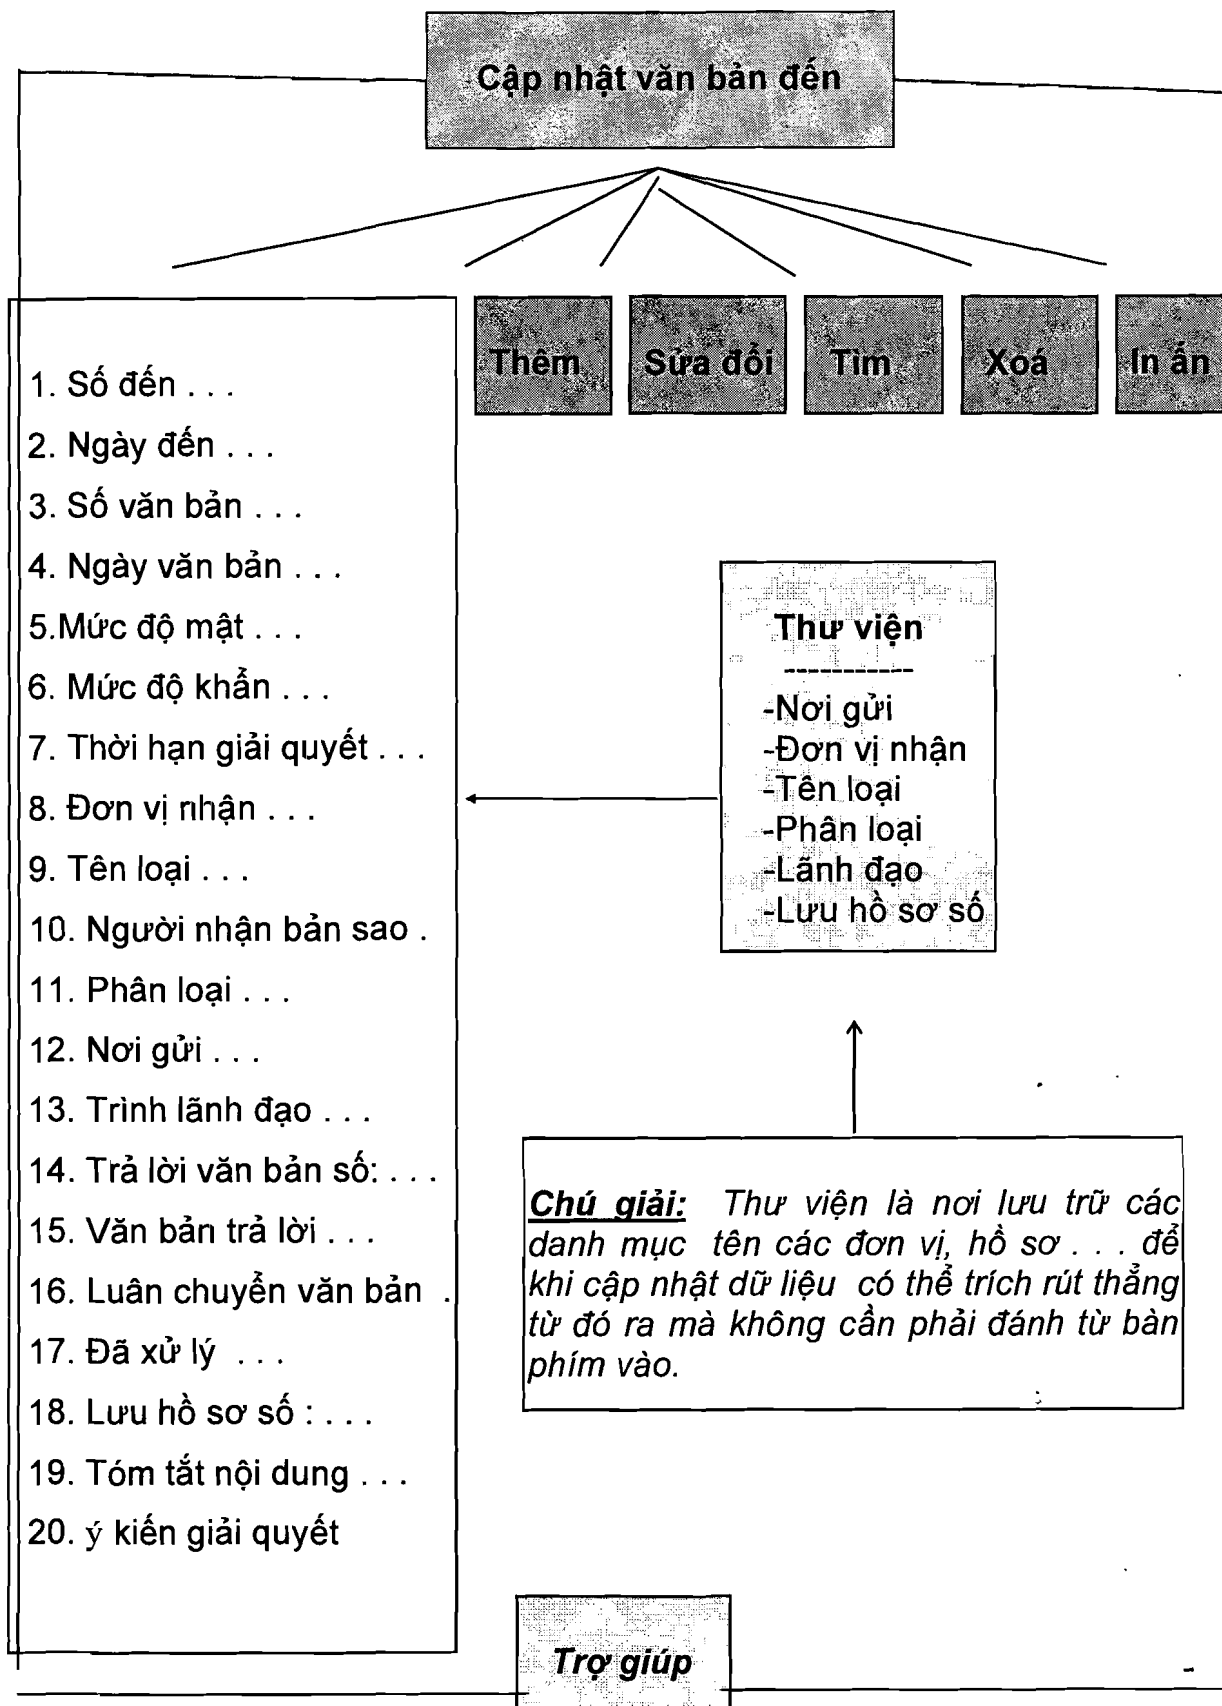 Cập nhật văn bản đến
Thêm
Sửa đổi
Tìm
Xoá
In ấn
1. Số đến . . .
2. Ngày đến . . .
3. Số văn bản . . .
4. Ngày văn bản . . .
5.Mức độ mật . . .
6. Mức độ khẩn . . .
7. Thời hạn giải quyết . . .
8. Đơn vị nhận . . .
9. Tên loại . . .
10. Người nhận bản sao .
11. Phân loại . . .
12. Nơi gửi . . .
13. Trình lãnh đạo . . .
14. Trả lời văn bản số: . . .
15. Văn bản trả lời . . .
16. Luân chuyển văn bản .
17. Đã xử lý . . .
18. Lưu hồ sơ số : . . .
19. Tóm tắt nội dung . . .
20. ý kiến giải quyết
Thư viện
-----------
-Nơi gửi
-Đơn vị nhận
-Tên loại
-Phân loại
-Lãnh đạo
-Lưu hồ sơ số
Chú giải: Thư viện là nơi lưu trữ các
danh mục tên các đơn vị, hồ sơ . . . để
khi cập nhật dữ liệu có thể trích rút thẳng
từ đó ra mà không cần phải đánh từ bàn
phím vào.
Trợ giúp